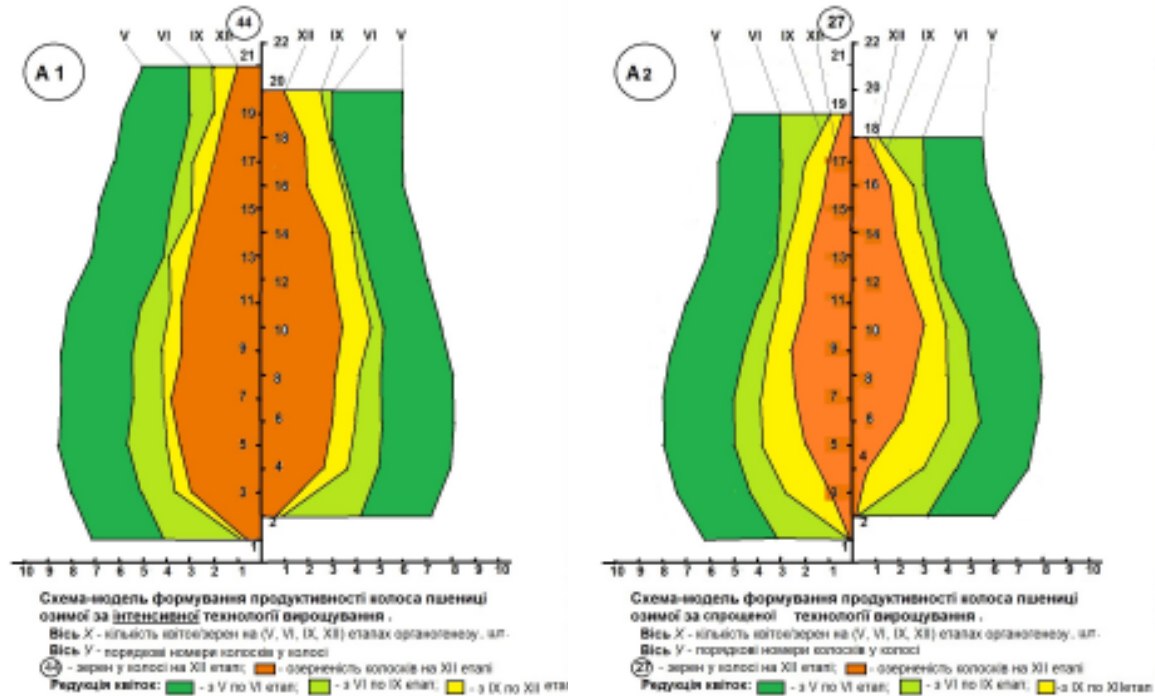 44
V VI IX XII XII IX VI V
А 1
22
21
20
19
18
17
16
15
14
13
12
11
10
9
8
7
6
5
4
3
2
1
10 9 8 7 6 5 4 3 2 1 1 2 3 4 5 6 7 8 9 10
Схема-модель формування продуктивності колоса пшениці
озимої за інтенсивної технології вирощування .
Вісь X - кількість квіток/зерен на (V, VI, IX, XII) етапах органогенезу, шт.
Вісь У - порядкові номери колосків у колосі
44 - зерен у колосі на XII етапі; - озерненість колосків на XII етапі
Редукція квіток: - з V по VI етап; - з VI по IX етап; - з IX по XII етап
27
V VI IX XII XII IX VI V
А 2
22
20
19
18
17
16
15
14
13
12
11
10
9
8
7
6
5
4
3
2
1
10 9 8 7 6 5 4 3 2 1 1 2 3 4 5 6 7 8 9 10
Схема-модель формування продуктивності колоса пшениці
озимої за спрощеної технології вирощування .
Вісь X - кількість квіток/зерен на (V, VI, IX, XII) етапах органогенезу, шт.
Вісь У - порядкові номери колосків у колосі
27 - зерен у колосі на XII етапі; - озерненість колосків на XII етапі
Редукція квіток: - з V по VI етап; - з VI по IX етап; - з IX по XII етап